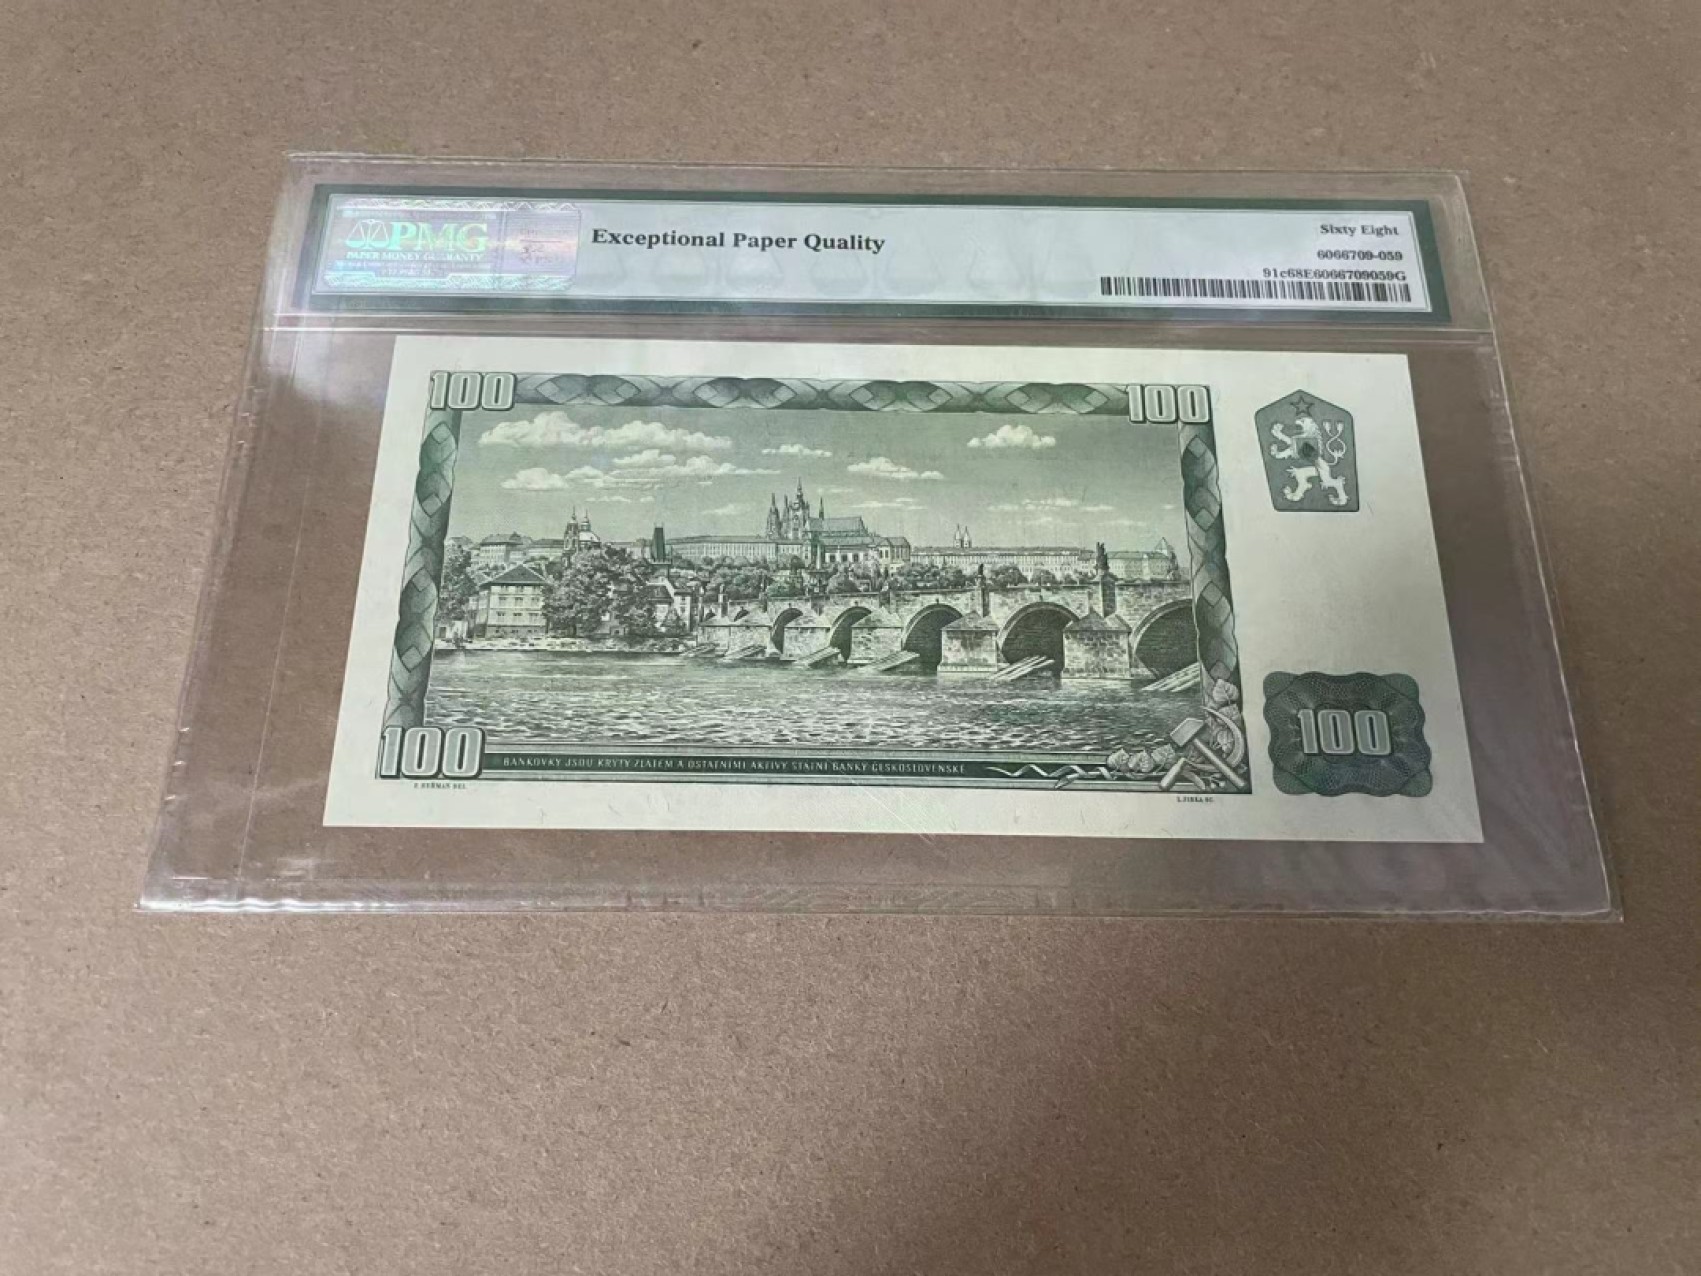 PMG
PAPER MONEY GUARANTY
Exceptional Paper Quality
Sixty Eight
6066709-059
91c68E6066709059G
100
100
100
BANKOVKY JSOU KRYTY ZLATEM A OSTATNÍMI AKTIVY STÁTNÍ BANKY ČESKOSLOVENSKÉ
100